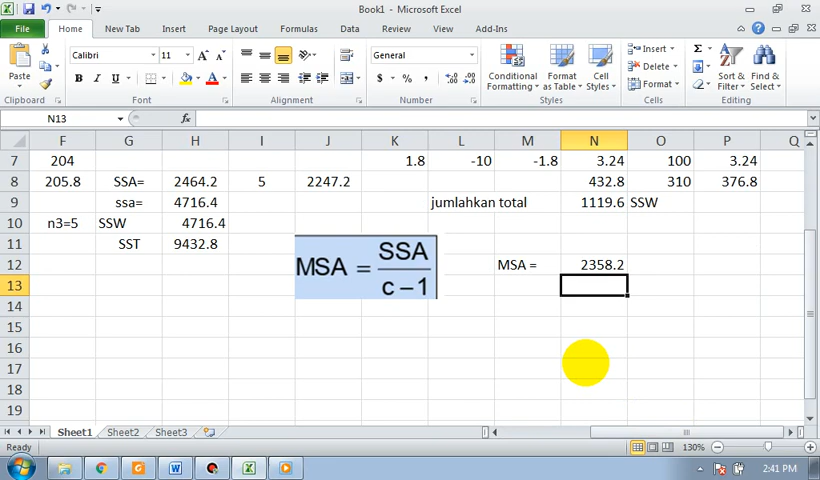 Book1 - Microsoft Excel
File Home New Tab Insert Page Layout Formulas Data Review View Add-Ins
Calibri 11 General Insert Σ
Paste B I U $ % , Conditional Format Cell Delete Sort & Find &
Formatting as Table Styles Format Filter Select
Clipboard Font Alignment Number Styles Cells Editing
N13 fx
F G H I J K L M N O P Q
7 204 1.8 -10 -1.8 3.24 100 3.24
8 205.8 SSA= 2464.2 5 2247.2 432.8 310 376.8
9 ssa= 4716.4 jumlahkan total 1119.6 SSW
10 n3=5 SSW 4716.4
11 SST 9432.8
MSA = SSA
c – 1
12 MSA = 2358.2
13
14
15
16
17
18
19
Sheet1 Sheet2 Sheet3
Ready 130%
2:41 PM